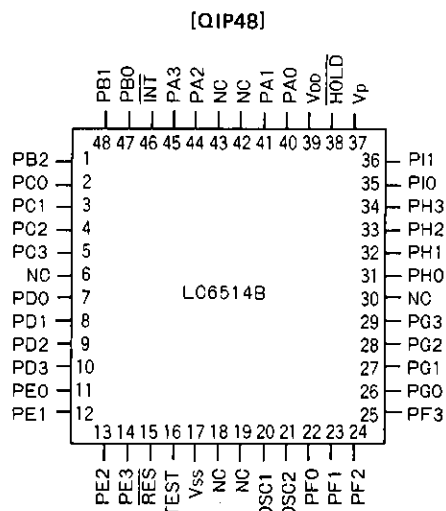 [QIP48]
PB1 PB0 I̅N̅T̅ PA3 PA2 NC NC PA1 PA0 VDD H̅O̅L̅D̅ Vp
48 47 46 45 44 43 42 41 40 39 38 37
PB2 1 36 PI1
PC0 2 35 PI0
PC1 3 34 PH3
PC2 4 33 PH2
PC3 5 32 PH1
NC 6 31 PH0
PD0 7 LC6514B 30 NC
PD1 8 29 PG3
PD2 9 28 PG2
PD3 10 27 PG1
PE0 11 26 PG0
PE1 12 25 PF3
13 14 15 16 17 18 19 20 21 22 23 24
PE2 PE3 R̅E̅S̅ TEST Vss NC NC OSC1 OSC2 PF0 PF1 PF2